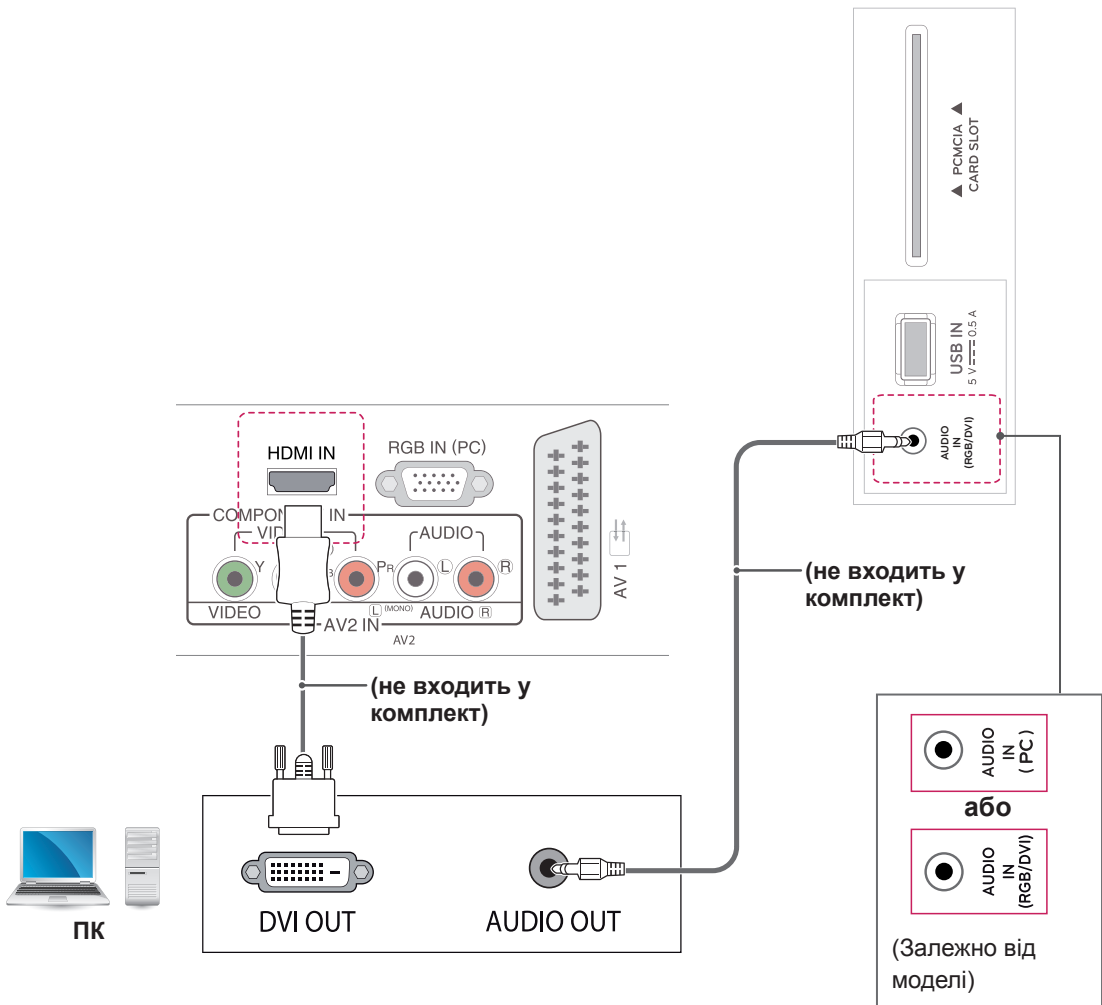 ▲ PCMCIA ▲
CARD SLOT
USB IN
5 V 0.5 A
AUDIO
IN
(RGB/DVI)
HDMI IN
RGB IN (PC)
IN
AUDIO
Y
PR
L
R
VIDEO
L (MONO) AUDIO R
AV2 IN
AV2
AV 1
(не входить у
комплект)
(не входить у
комплект)
AUDIO
IN
(PC)
або
AUDIO
IN
(RGB/DVI)
(Залежно від
моделі)
ПК
DVI OUT
AUDIO OUT